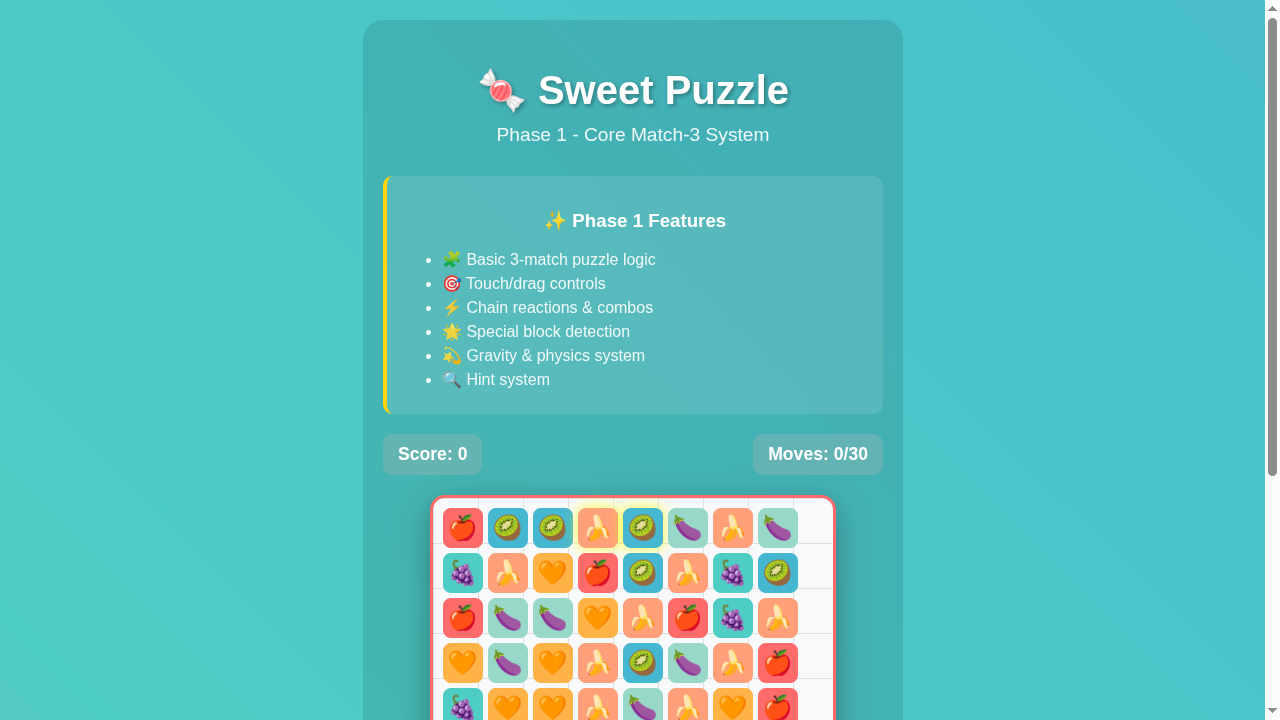 🍬 Sweet Puzzle
Phase 1 - Core Match-3 System
✨ Phase 1 Features
• 🧩 Basic 3-match puzzle logic
• 🎯 Touch/drag controls
• ⚡ Chain reactions & combos
• 🌟 Special block detection
• 💫 Gravity & physics system
• 🔍 Hint system
Score: 0
Moves: 0/30